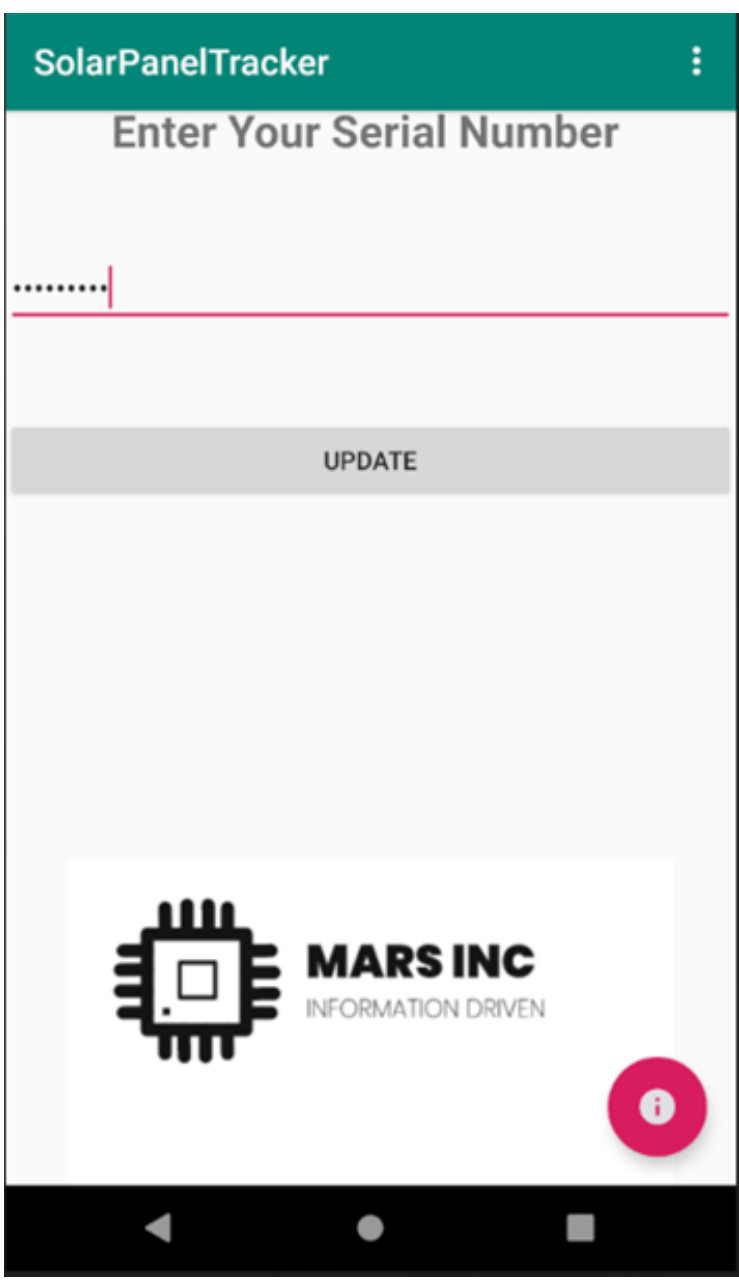 SolarPanelTracker
Enter Your Serial Number
•••••••••
UPDATE
MARS INC
INFORMATION DRIVEN